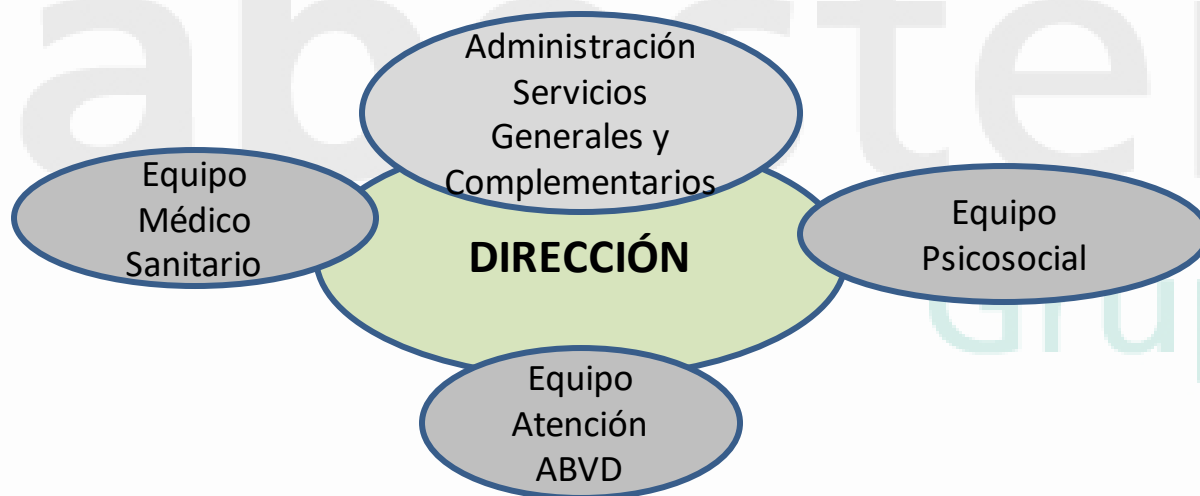 Administración
Servicios
Generales y
Complementarios
Equipo
Médico
Sanitario
DIRECCIÓN
Equipo
Psicosocial
Equipo
Atención
ABVD